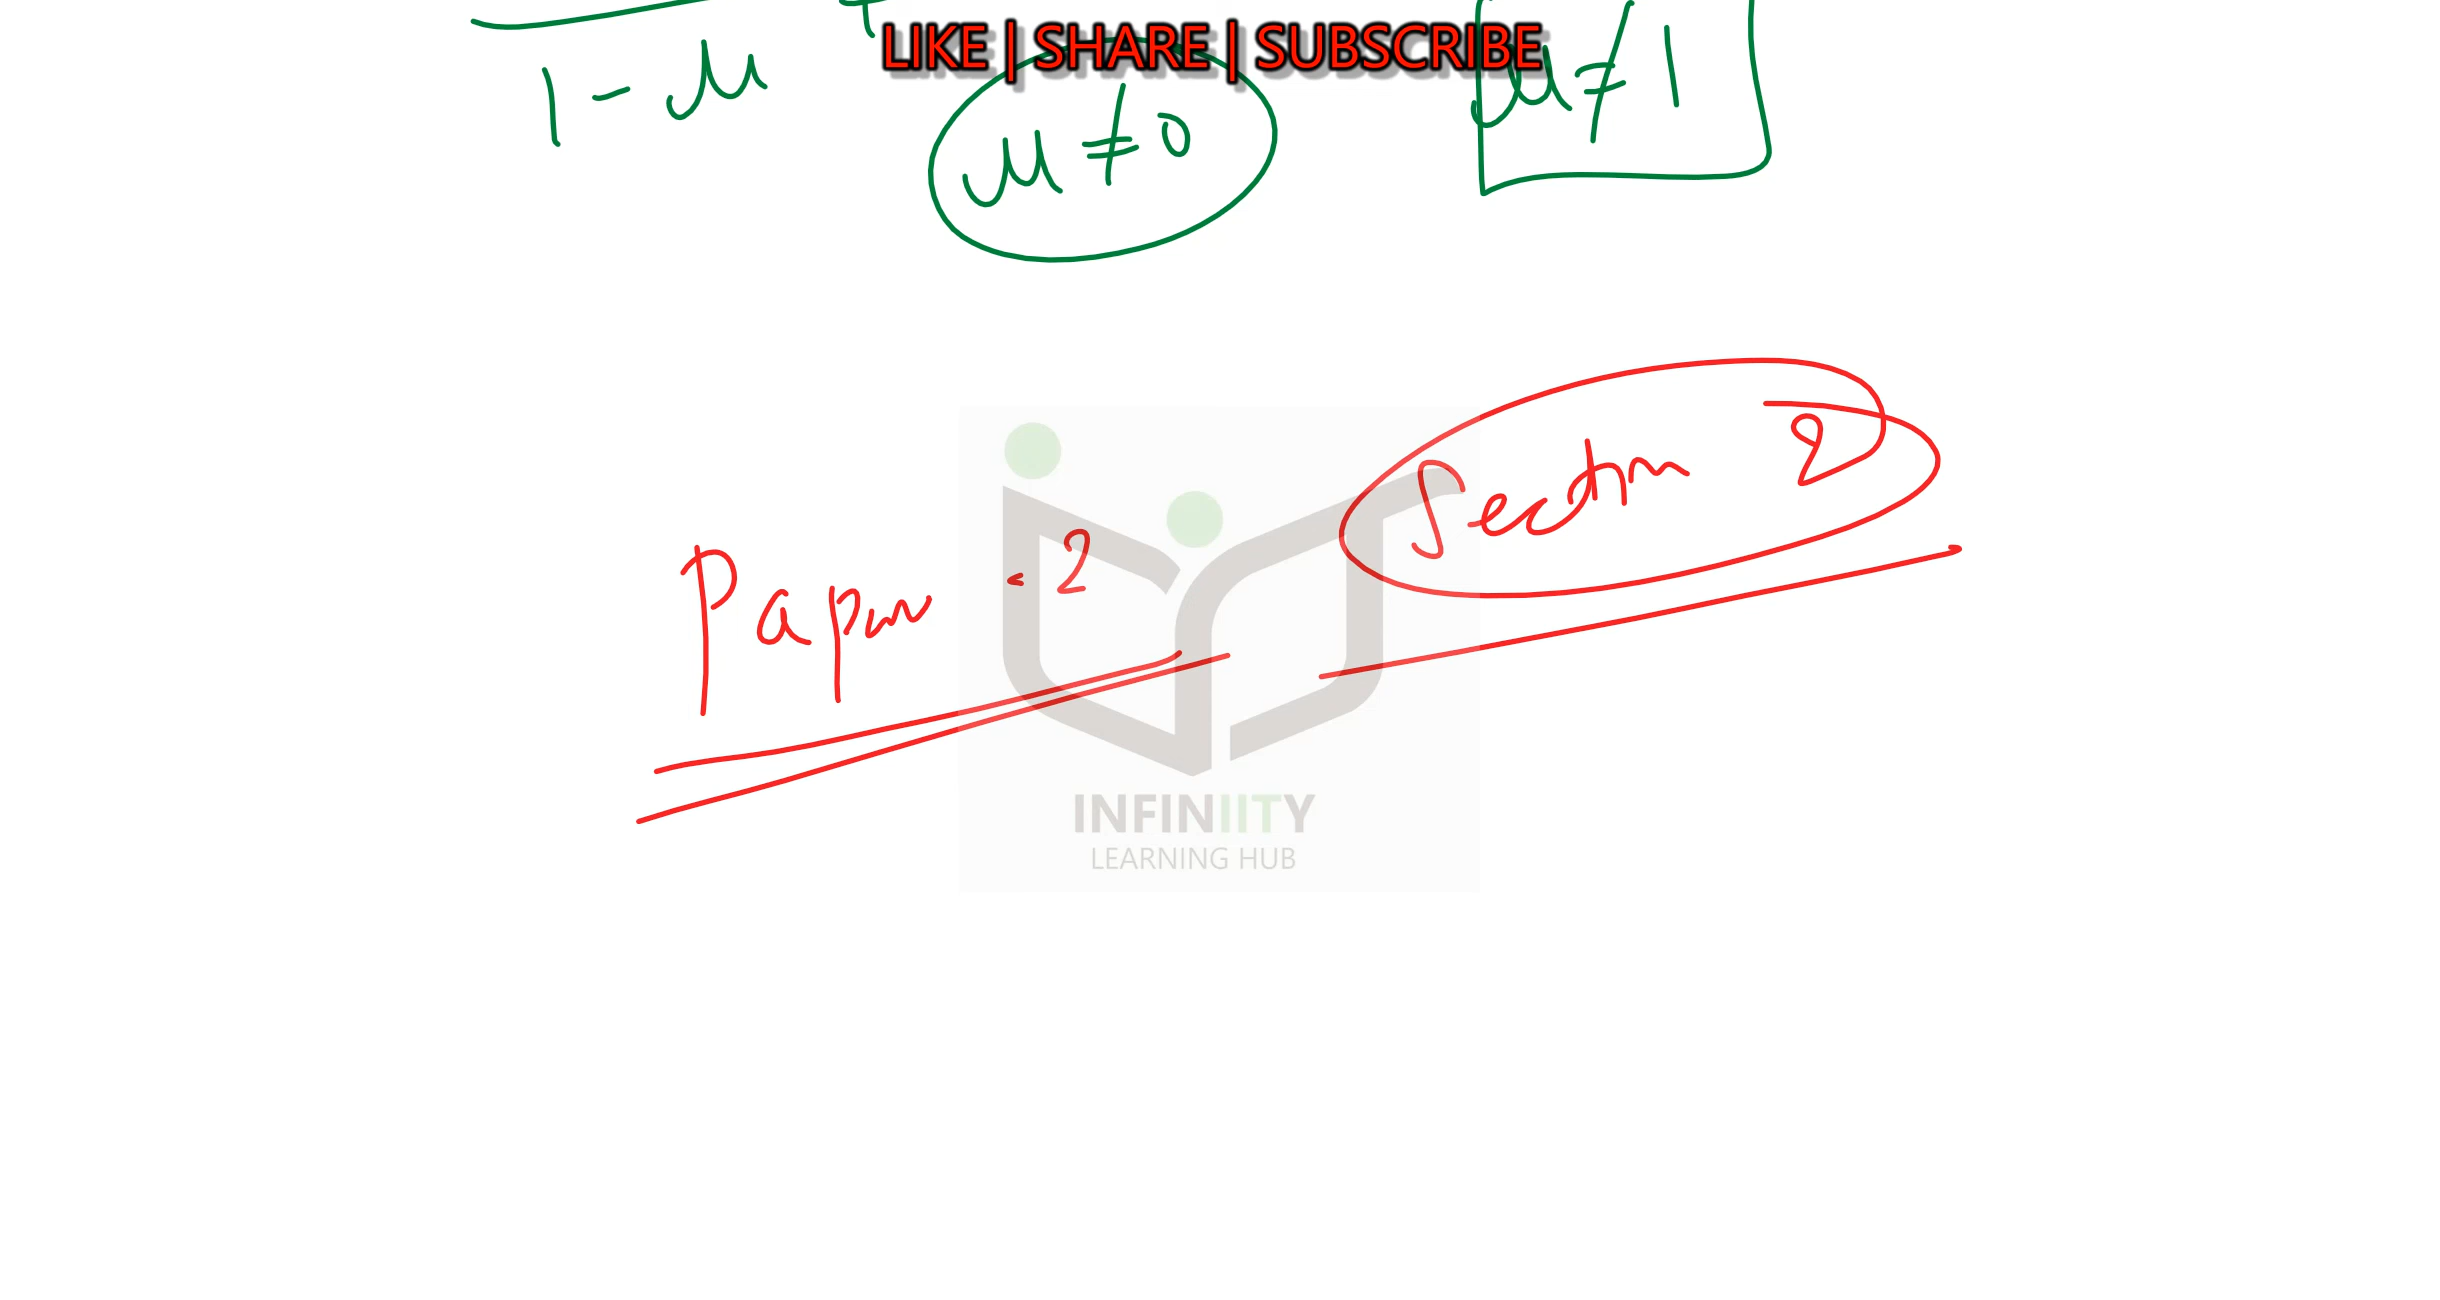 LIKE | SHARE | SUBSCRIBE
1 - μ
μ ≠ 0
μ ≠ 1
Section 2
Paper - 2
INFINIITY
LEARNING HUB